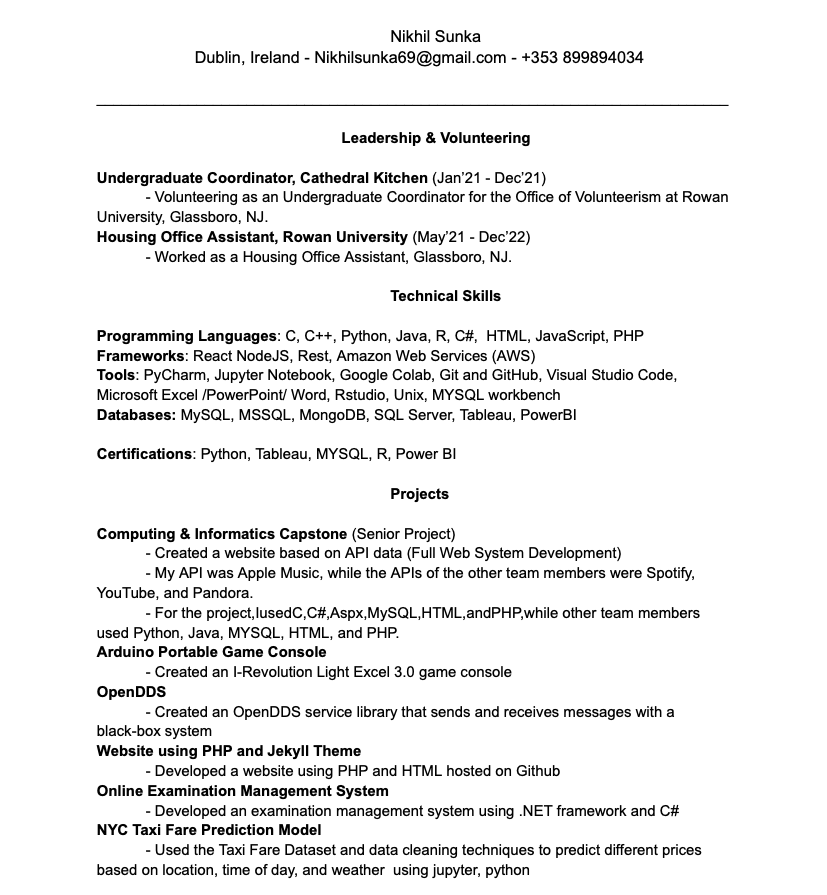 Nikhil Sunka
Dublin, Ireland - Nikhilsunka69@gmail.com - +353 899894034
Leadership & Volunteering
Undergraduate Coordinator, Cathedral Kitchen (Jan’21 - Dec’21)
- Volunteering as an Undergraduate Coordinator for the Office of Volunteerism at Rowan
University, Glassboro, NJ.
Housing Office Assistant, Rowan University (May’21 - Dec’22)
- Worked as a Housing Office Assistant, Glassboro, NJ.
Technical Skills
Programming Languages: C, C++, Python, Java, R, C#,  HTML, JavaScript, PHP
Frameworks: React NodeJS, Rest, Amazon Web Services (AWS)
Tools: PyCharm, Jupyter Notebook, Google Colab, Git and GitHub, Visual Studio Code,
Microsoft Excel /PowerPoint/ Word, Rstudio, Unix, MYSQL workbench
Databases: MySQL, MSSQL, MongoDB, SQL Server, Tableau, PowerBI
Certifications: Python, Tableau, MYSQL, R, Power BI
Projects
Computing & Informatics Capstone (Senior Project)
- Created a website based on API data (Full Web System Development)
- My API was Apple Music, while the APIs of the other team members were Spotify,
YouTube, and Pandora.
- For the project,IusedC,C#,Aspx,MySQL,HTML,andPHP,while other team members
used Python, Java, MYSQL, HTML, and PHP.
Arduino Portable Game Console
- Created an I-Revolution Light Excel 3.0 game console
OpenDDS
- Created an OpenDDS service library that sends and receives messages with a
black-box system
Website using PHP and Jekyll Theme
- Developed a website using PHP and HTML hosted on Github
Online Examination Management System
- Developed an examination management system using .NET framework and C#
NYC Taxi Fare Prediction Model
- Used the Taxi Fare Dataset and data cleaning techniques to predict different prices
based on location, time of day, and weather  using jupyter, python